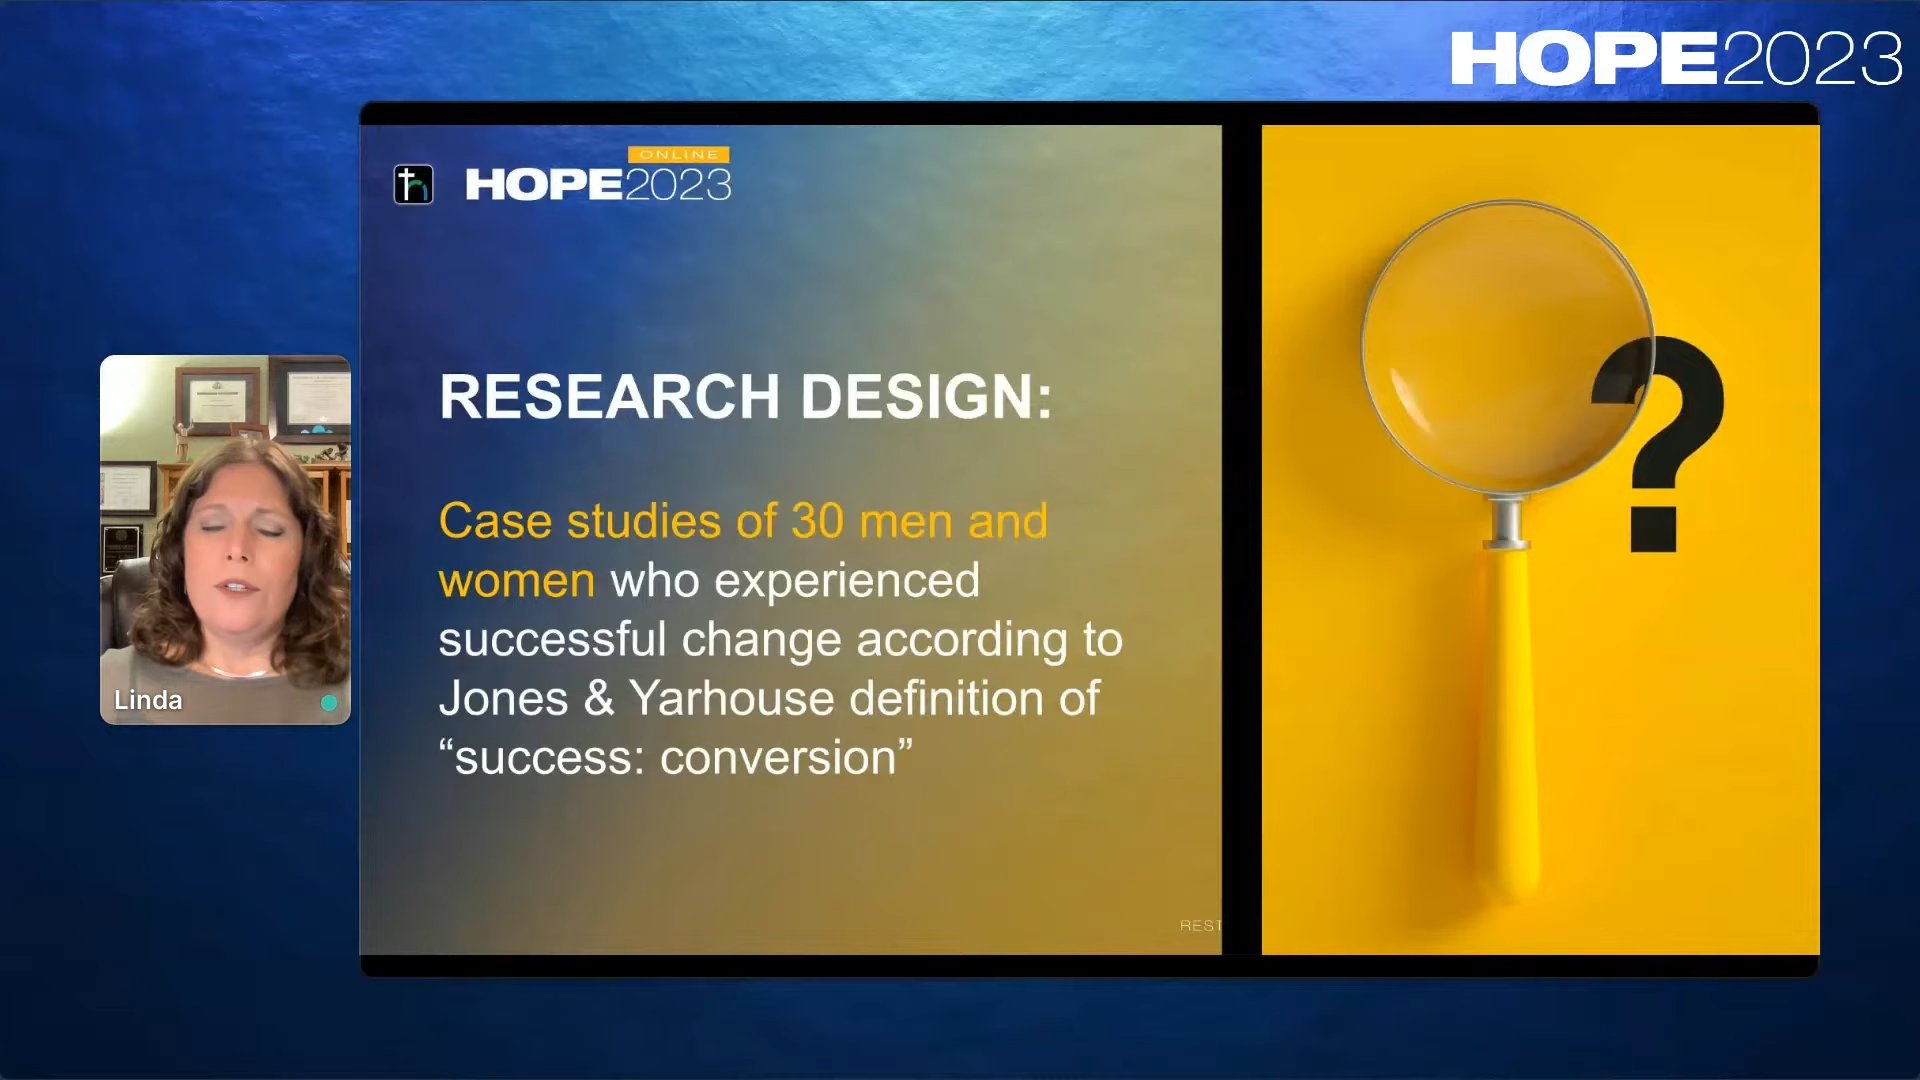 HOPE2023
ONLINE
HOPE2023
RESEARCH DESIGN:
Case studies of 30 men and
women who experienced
successful change according to
Jones & Yarhouse definition of
“success: conversion”
?
Linda
REST